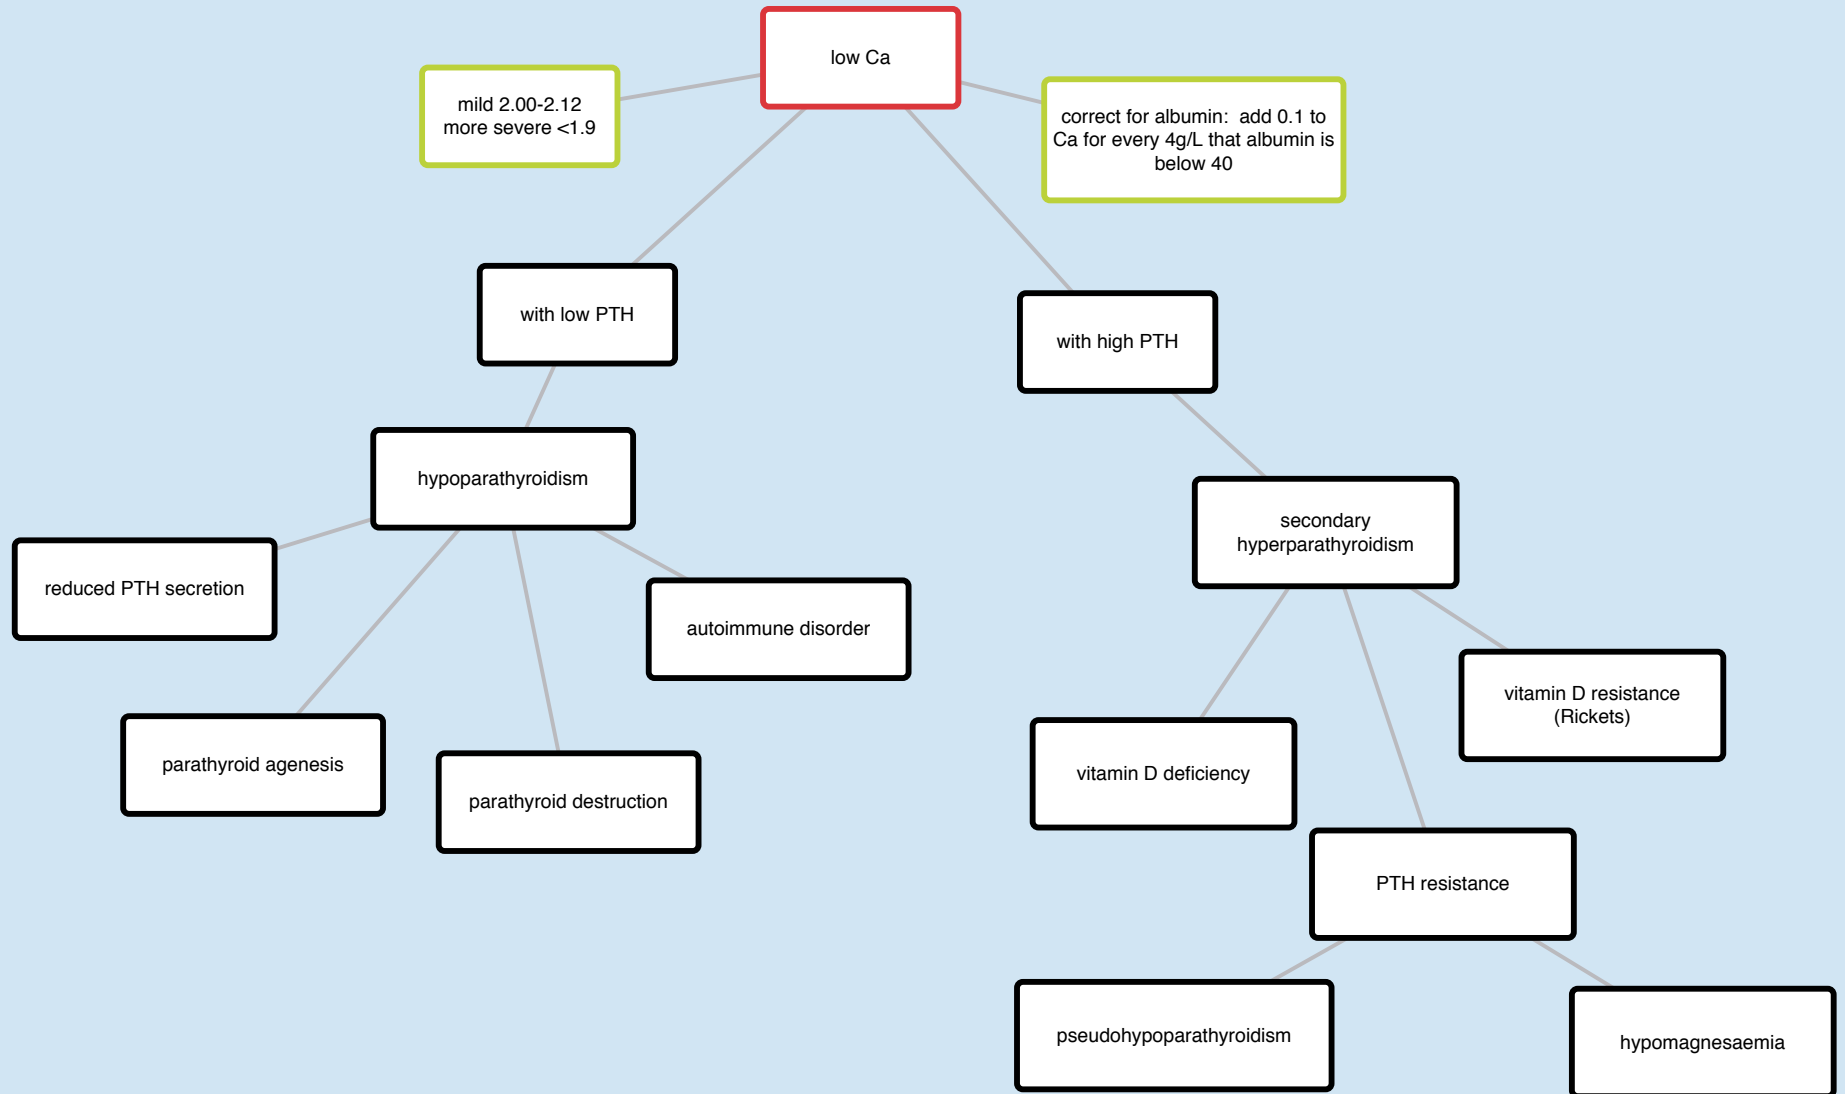 low Ca
mild 2.00-2.12
more severe <1.9
correct for albumin:  add 0.1 to
Ca for every 4g/L that albumin is
below 40
with low PTH
with high PTH
hypoparathyroidism
secondary
hyperparathyroidism
reduced PTH secretion
autoimmune disorder
vitamin D resistance
(Rickets)
parathyroid agenesis
parathyroid destruction
vitamin D deficiency
PTH resistance
pseudohypoparathyroidism
hypomagnesaemia